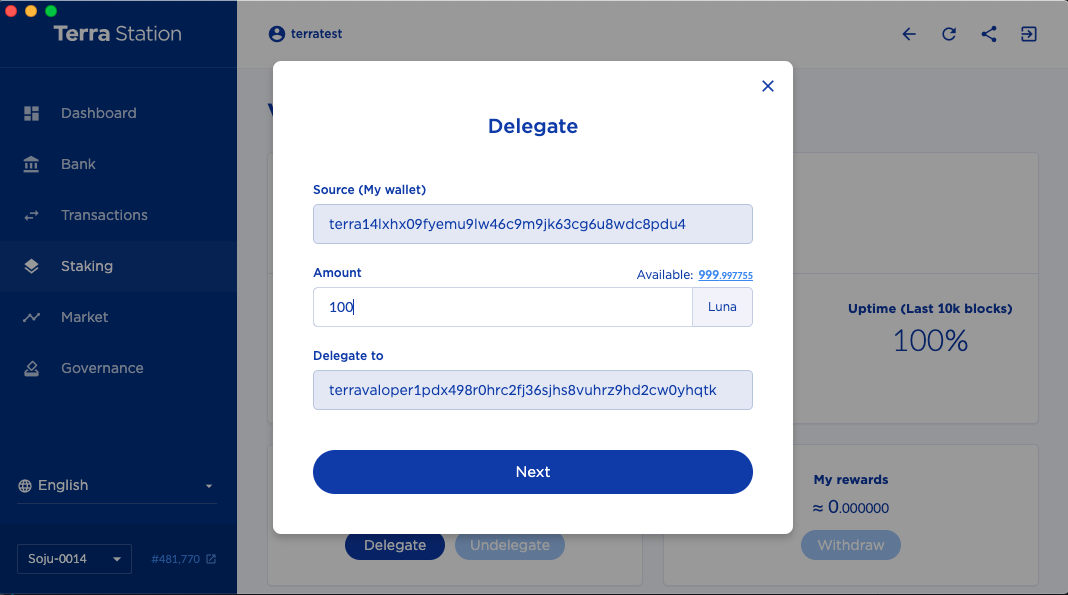 Terra Station
terratest
Dashboard
Bank
Transactions
Staking
Market
Governance
English
Soju-0014
#481,770
Delegate
Source (My wallet)
terra14lxhx09fyemu9lw46c9m9jk63cg6u8wdc8pdu4
Amount
Available: 999.997755
100
Luna
Delegate to
terravaloper1pdx498r0hrc2fj36sjhs8vuhrz9hd2cw0yhqtk
Next
Uptime (Last 10k blocks)
100%
Delegate
Undelegate
My rewards
≈ 0.000000
Withdraw